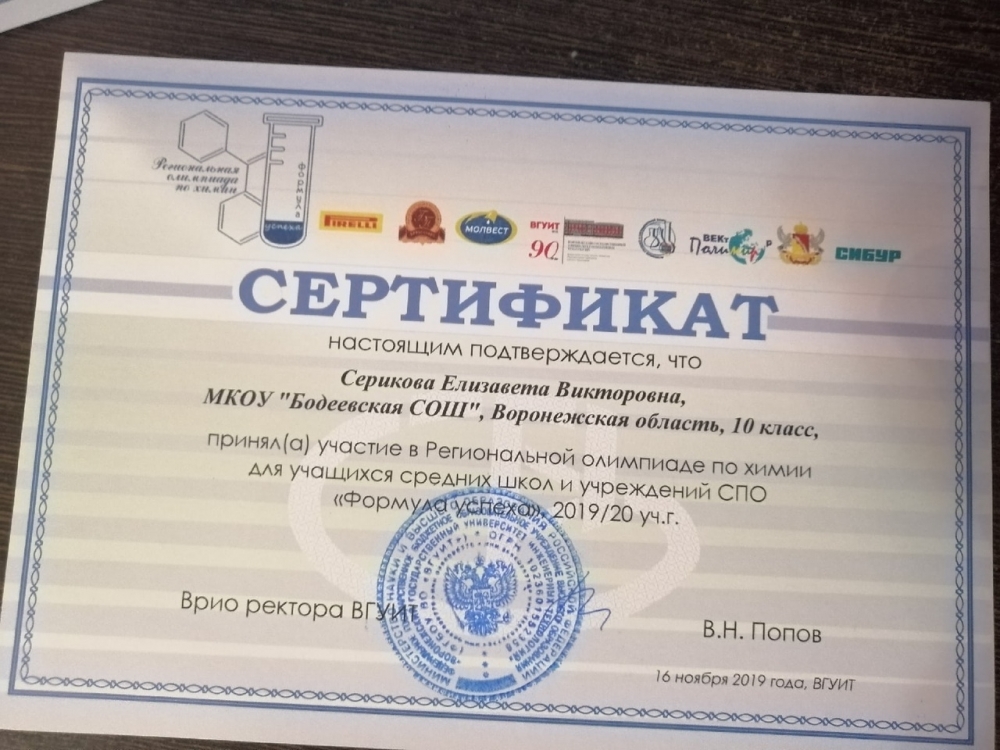 Региональная
олимпиада
по химии
формула
успеха
PIRELLI
МОЛВЕСТ
ВГУИТ
90
ВЕКТ
Поли
СИБУР
СЕРТИФИКАТ
настоящим подтверждается, что
Серикова Елизавета Викторовна,
МКОУ "Бодеевская СОШ", Воронежская область, 10 класс,
принял(а) участие в Региональной олимпиаде по химии
для учащихся средних школ и учреждений СПО
«Формула успеха», 2019/20 уч.г.
Врио ректора ВГУИТ
В.Н. Попов
16 ноября 2019 года, ВГУИТ